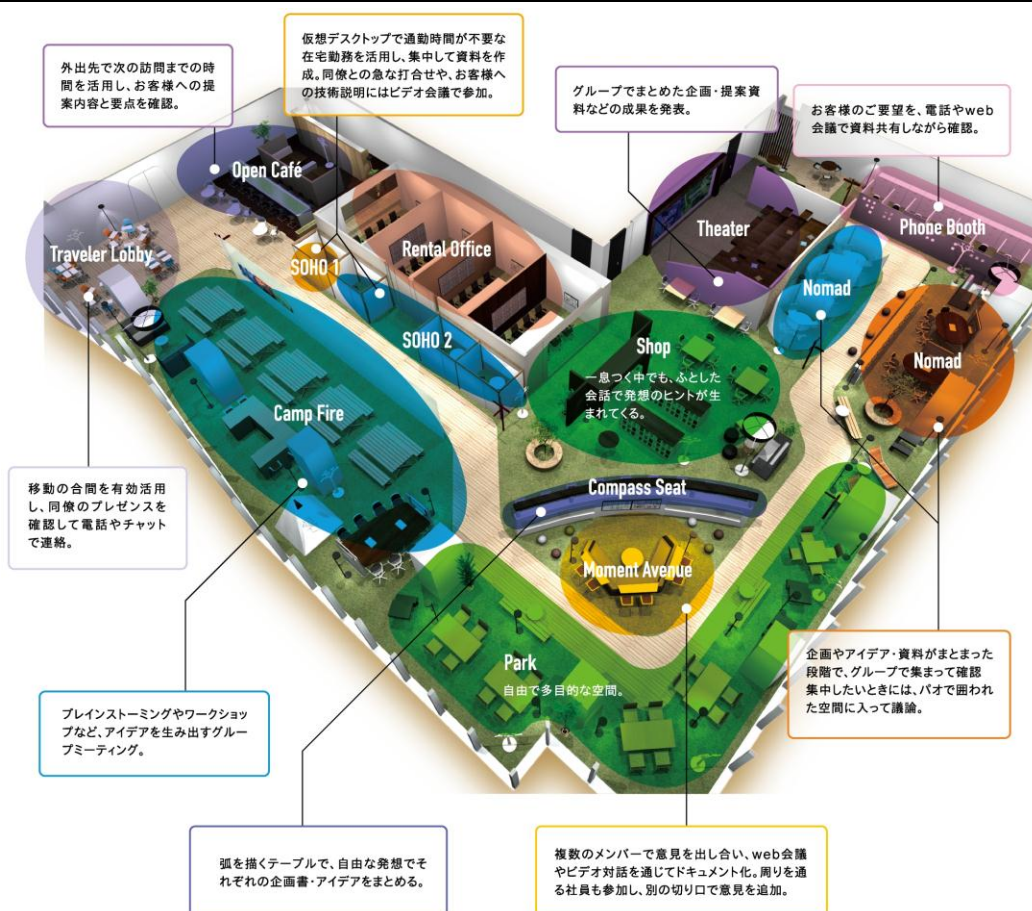 仮想デスクトップで通勤時間が不要な
在宅勤務を活用し、集中して資料を作
成。同僚との急な打合せや、お客様へ
の技術説明にはビデオ会議で参加。
外出先で次の訪問までの時
間を活用し、お客様への提
案内容と要点を確認。
グループでまとめた企画・提案資
料などの成果を発表。
お客様のご要望を、電話やweb
会議で資料共有しながら確認。
Open Café
Traveler Lobby
SOHO 1
Rental Office
Theater
Phone Booth
Nomad
SOHO 2
Shop
一息つく中でも、ふとした
会話で発想のヒントが生
まれてくる。
Nomad
Camp Fire
移動の合間を有効活用
し、同僚のプレゼンスを
確認して電話やチャット
で連絡。
Compass Seat
Moment Avenue
Park
自由で多目的な空間。
企画やアイデア・資料がまとまった
段階で、グループで集まって確認
集中したいときには、パオで囲われ
た空間に入って議論。
ブレインストーミングやワークショッ
プなど、アイデアを生み出すグルー
プミーティング。
弧を描くテーブルで、自由な発想でそ
れぞれの企画書・アイデアをまとめる。
複数のメンバーで意見を出し合い、web会議
やビデオ対話を通じてドキュメント化。周りを通
る社員も参加し、別の切り口で意見を追加。